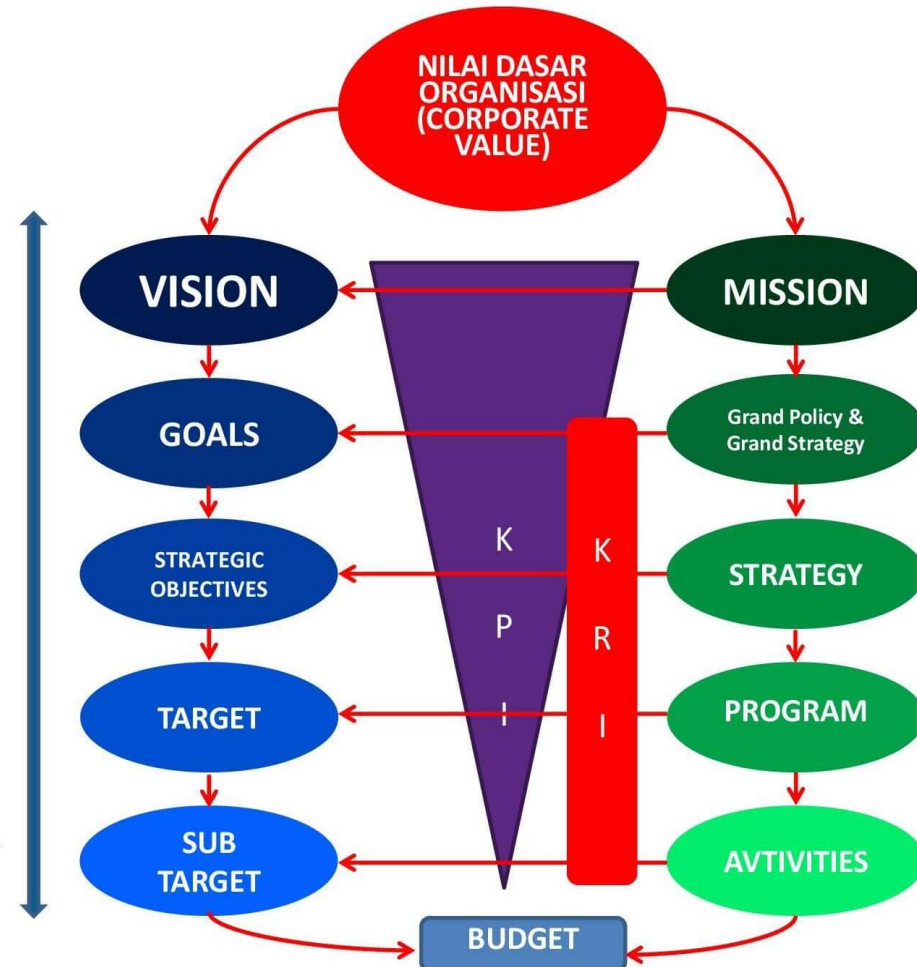 NILAI DASAR
ORGANISASI
(CORPORATE
VALUE)
VISION
MISSION
GOALS
Grand Policy &
Grand Strategy
STRATEGIC
OBJECTIVES
STRATEGY
TARGET
PROGRAM
SUB
TARGET
AVTIVITIES
K
P
I
K
R
I
BUDGET